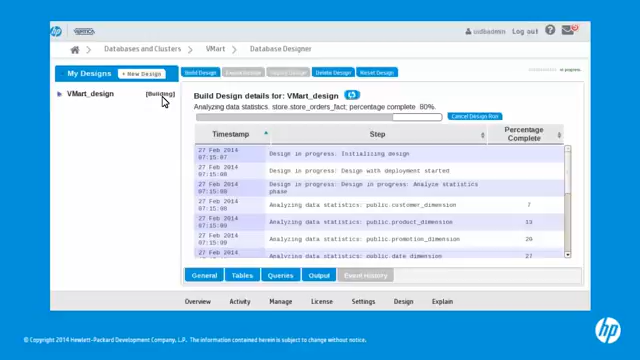 hp VERTICA uidbadmin Log out
Databases and Clusters VMart Database Designer
My Designs + New Design Build Design Delete Design Reset Design in progress
VMart_design [Building]
Build Design details for: VMart_design
Analyzing data statistics. store.store_orders_fact; percentage complete 80%.
Cancel Design Run
Timestamp Step Percentage Complete
27 Feb 2014 07:15:07 Design in progress: Initializing design
27 Feb 2014 07:15:08 Design in progress: Design with deployment started
27 Feb 2014 07:15:08 Design in progress: Design in progress: Analyze statistics phase
27 Feb 2014 07:15:08 Analyzing data statistics: public.customer_dimension 7
27 Feb 2014 07:15:09 Analyzing data statistics: public.product_dimension 13
27 Feb 2014 07:15:09 Analyzing data statistics: public.promotion_dimension 20
27 Feb 2014 Analyzing data statistics: public.date_dimension 27
General Tables Queries Output Event History
Overview Activity Manage License Settings Design Explain
© Copyright 2014 Hewlett-Packard Development Company, L.P. The information contained herein is subject to change without notice.
hp